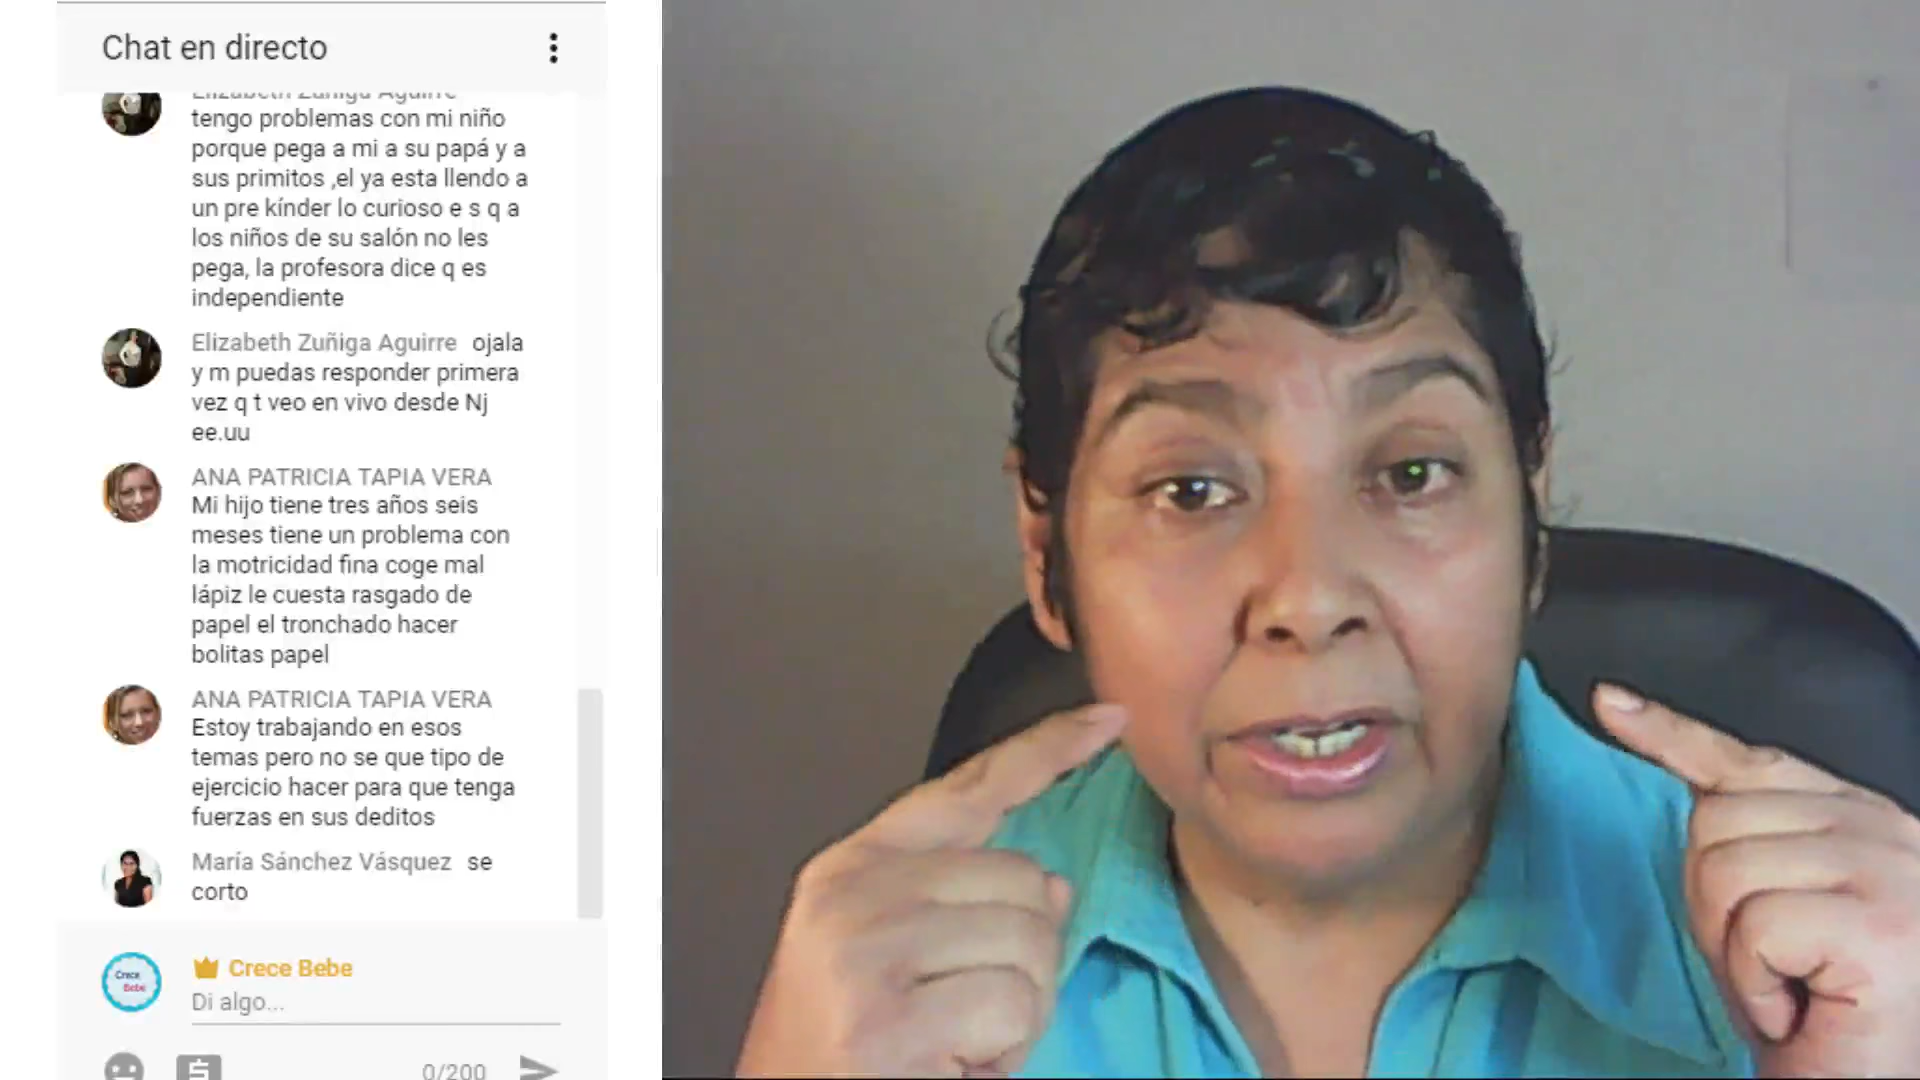 Chat en directo
Elizabeth Zuñiga Aguirre
tengo problemas con mi niño
porque pega a mi a su papá y a
sus primitos ,el ya esta llendo a
un pre kínder lo curioso e s q a
los niños de su salón no les
pega, la profesora dice q es
independiente
Elizabeth Zuñiga Aguirre ojala
y m puedas responder primera
vez q t veo en vivo desde Nj
ee.uu
ANA PATRICIA TAPIA VERA
Mi hijo tiene tres años seis
meses tiene un problema con
la motricidad fina coge mal
lápiz le cuesta rasgado de
papel el tronchado hacer
bolitas papel
ANA PATRICIA TAPIA VERA
Estoy trabajando en esos
temas pero no se que tipo de
ejercicio hacer para que tenga
fuerzas en sus deditos
María Sánchez Vásquez se
corto
Crece
Bebe
Crece Bebe
Di algo...
0/200